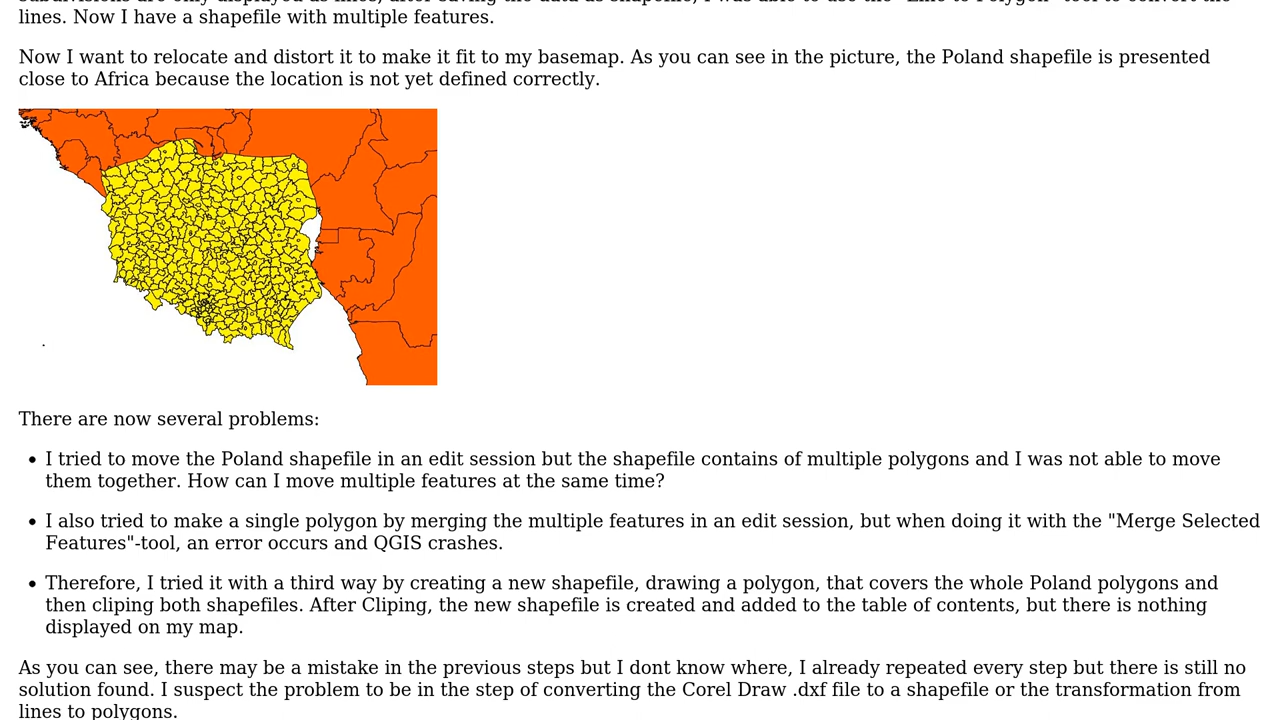 lines. Now I have a shapefile with multiple features.
Now I want to relocate and distort it to make it fit to my basemap. As you can see in the picture, the Poland shapefile is presented
close to Africa because the location is not yet defined correctly.
There are now several problems:
• I tried to move the Poland shapefile in an edit session but the shapefile contains of multiple polygons and I was not able to move
them together. How can I move multiple features at the same time?
• I also tried to make a single polygon by merging the multiple features in an edit session, but when doing it with the "Merge Selected
Features"-tool, an error occurs and QGIS crashes.
• Therefore, I tried it with a third way by creating a new shapefile, drawing a polygon, that covers the whole Poland polygons and
then cliping both shapefiles. After Cliping, the new shapefile is created and added to the table of contents, but there is nothing
displayed on my map.
As you can see, there may be a mistake in the previous steps but I dont know where, I already repeated every step but there is still no
solution found. I suspect the problem to be in the step of converting the Corel Draw .dxf file to a shapefile or the transformation from
lines to polygons.